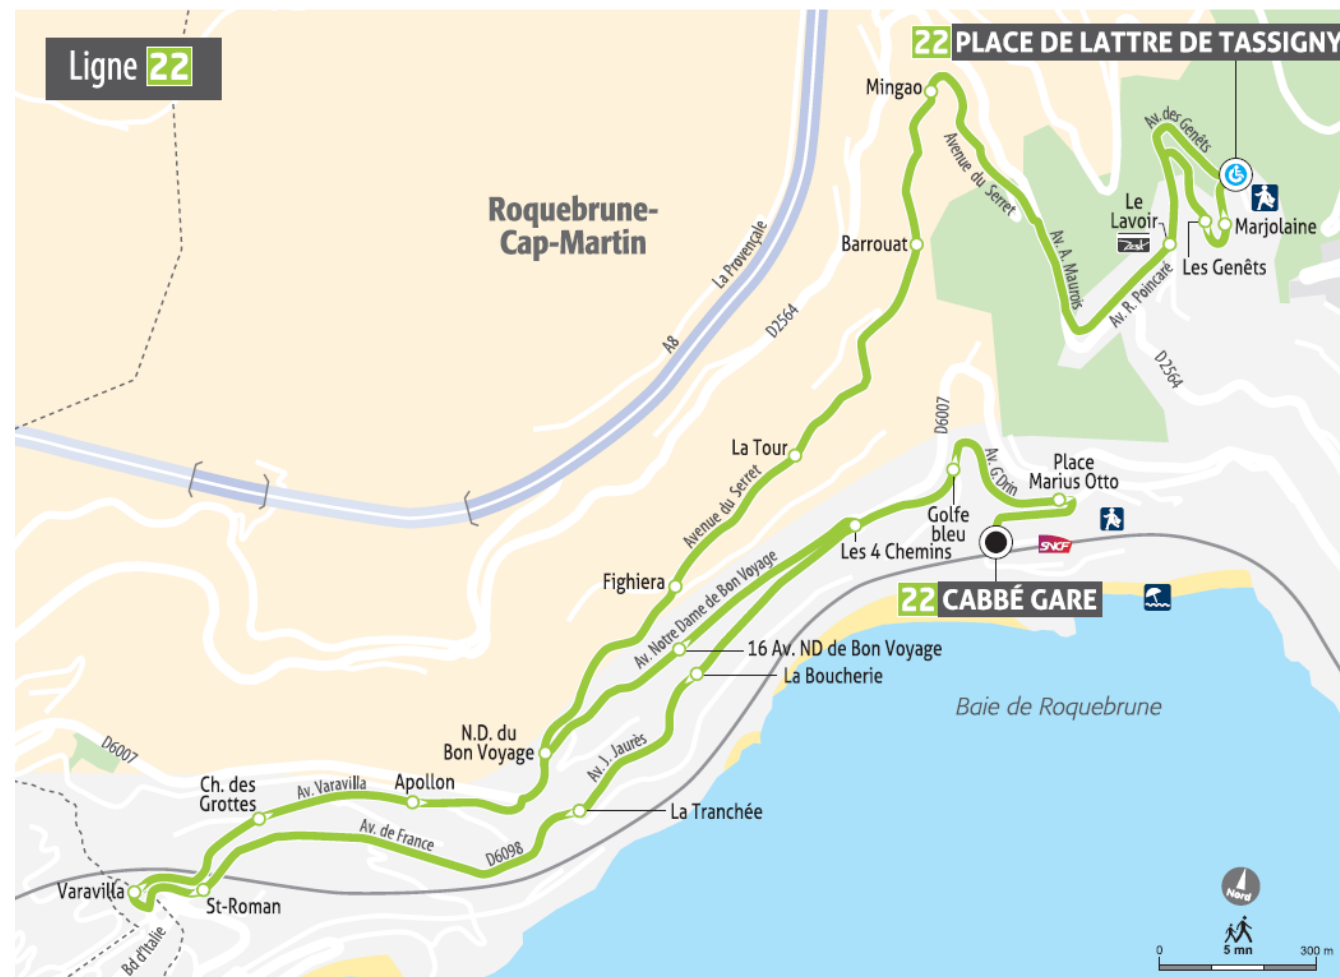 Ligne 22
22 PLACE DE LATTRE DE TASSIGNY
Mingao
Av. des Genêts
Avenue du Serret
Roquebrune-
Cap-Martin
Le
Lavoir
Zest
Marjolaine
Les Genêts
Barrouat
La Provençale
Av. A. Maurois
Av. R. Poincaré
A8
D2564
D2564
D6007
La Tour
Av. G. Drin
Place
Marius Otto
Avenue du Serret
Golfe
bleu
Les 4 Chemins
SNCF
Fighiera
22 CABBÉ GARE
Av. Notre Dame de Bon Voyage
16 Av. ND de Bon Voyage
La Boucherie
Baie de Roquebrune
N.D. du
Bon Voyage
D6007
Av. J. Jaurès
Ch. des
Grottes
Av. Varavilla
Apollon
La Tranchée
Av. de France
D6098
Varavilla
St-Roman
Bd d'Italie
Nord
5 mn
0
300 m